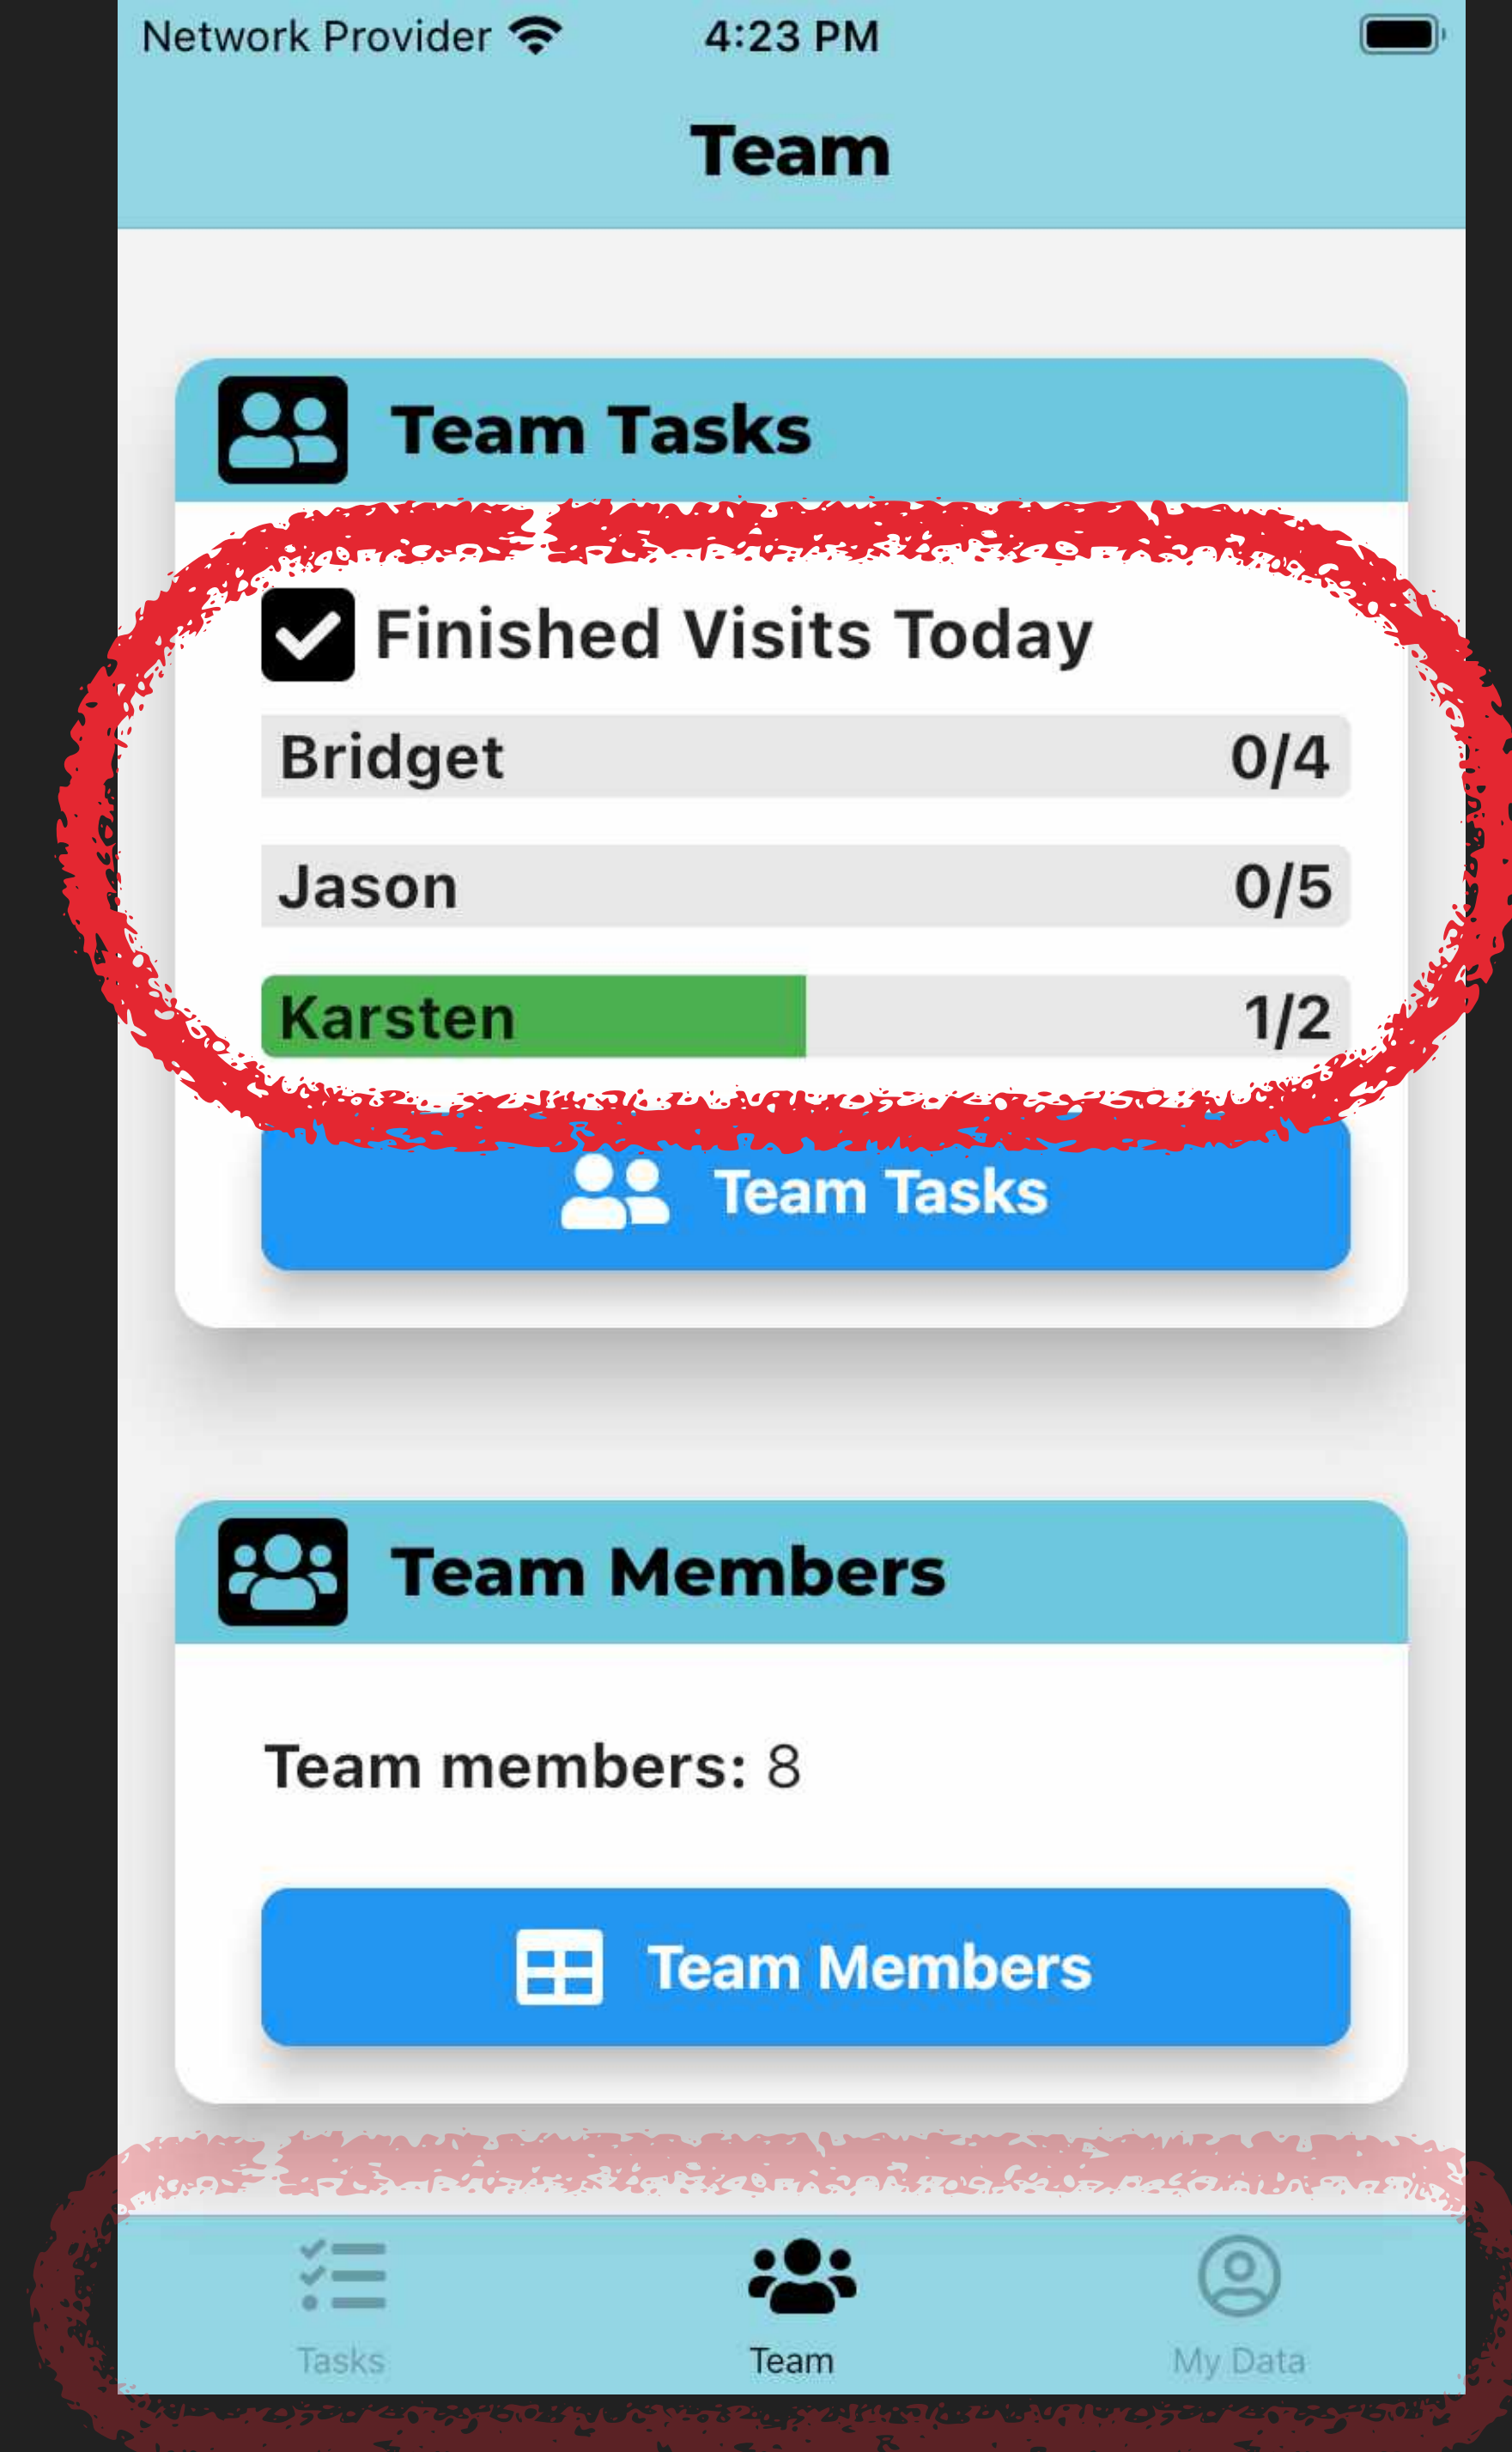 Network Provider 4:23 PM
Team
Team Tasks
Finished Visits Today
Bridget 0/4
Jason 0/5
Karsten 1/2
Team Tasks
Team Members
Team members: 8
Team Members
Tasks Team My Data